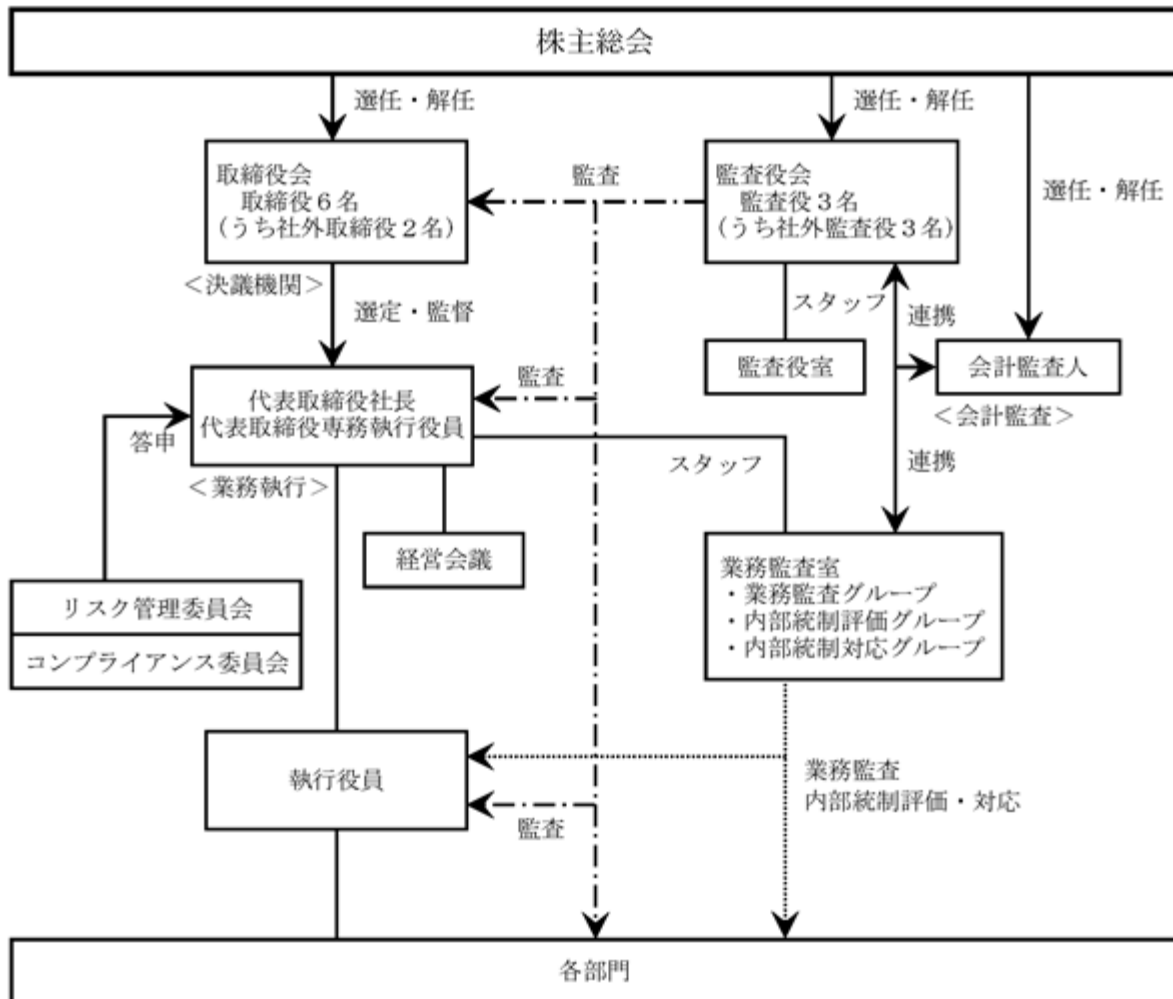 株主総会
選任・解任
選任・解任
選任・解任
取締役会
取締役６名
(うち社外取締役２名)
監査
監査役会
監査役３名
(うち社外監査役３名)
＜決議機関＞
選定・監督
スタッフ
連携
監査役室
会計監査人
＜会計監査＞
監査
代表取締役社長
代表取締役専務執行役員
答申
＜業務執行＞
スタッフ
連携
経営会議
業務監査室
・業務監査グループ
・内部統制評価グループ
・内部統制対応グループ
リスク管理委員会
コンプライアンス委員会
執行役員
業務監査
内部統制評価・対応
監査
各部門